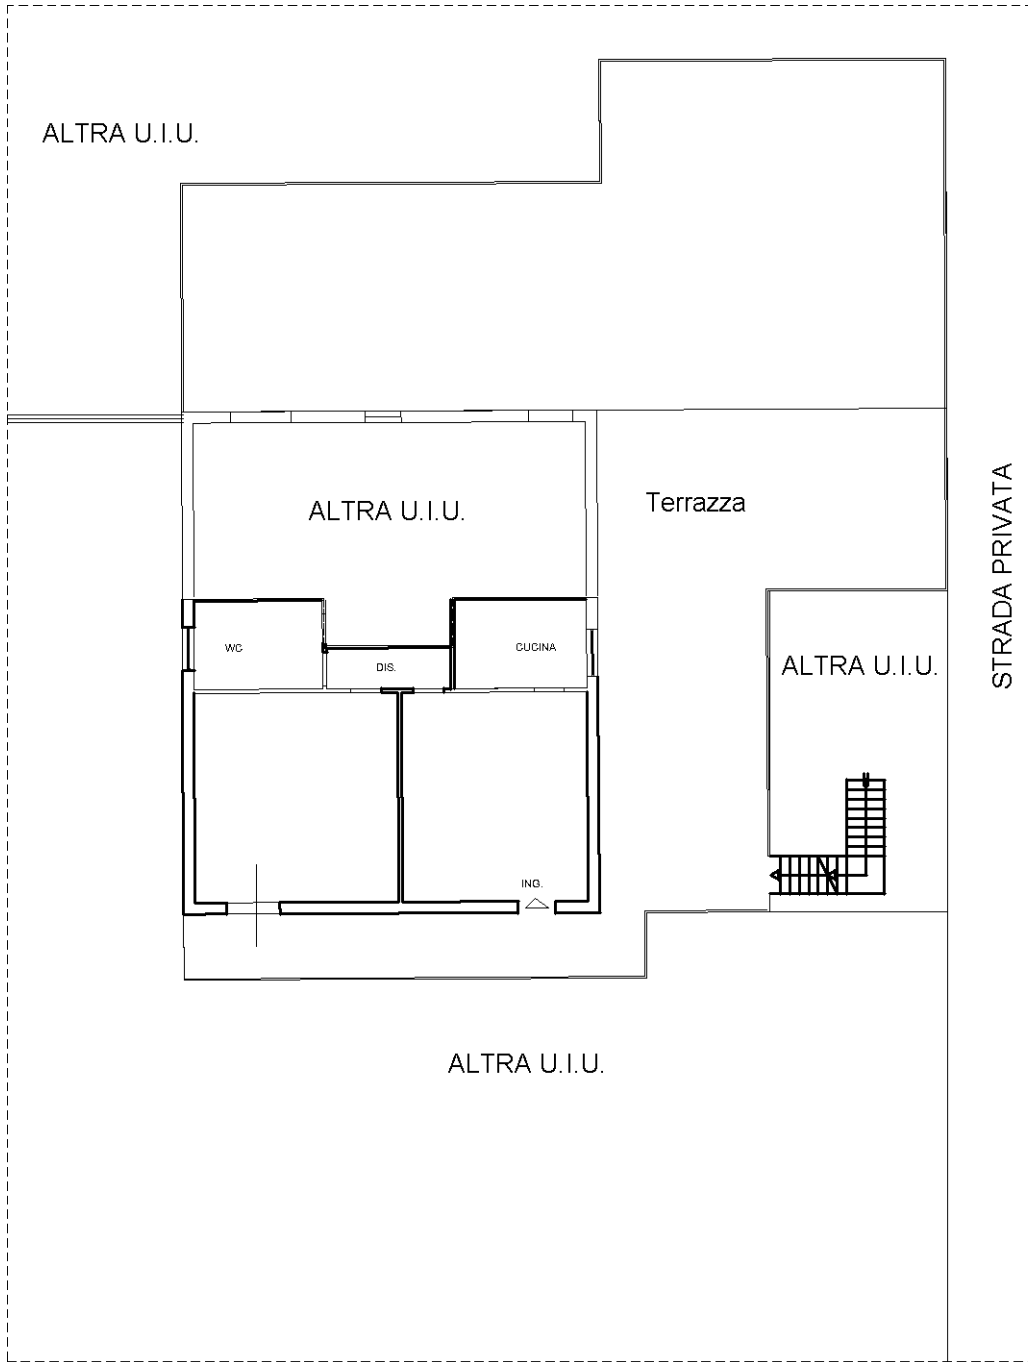 ALTRA U.I.U.
ALTRA U.I.U.
Terrazza
STRADA PRIVATA
WC
DIS.
CUCINA
ALTRA U.I.U.
ING.
ALTRA U.I.U.